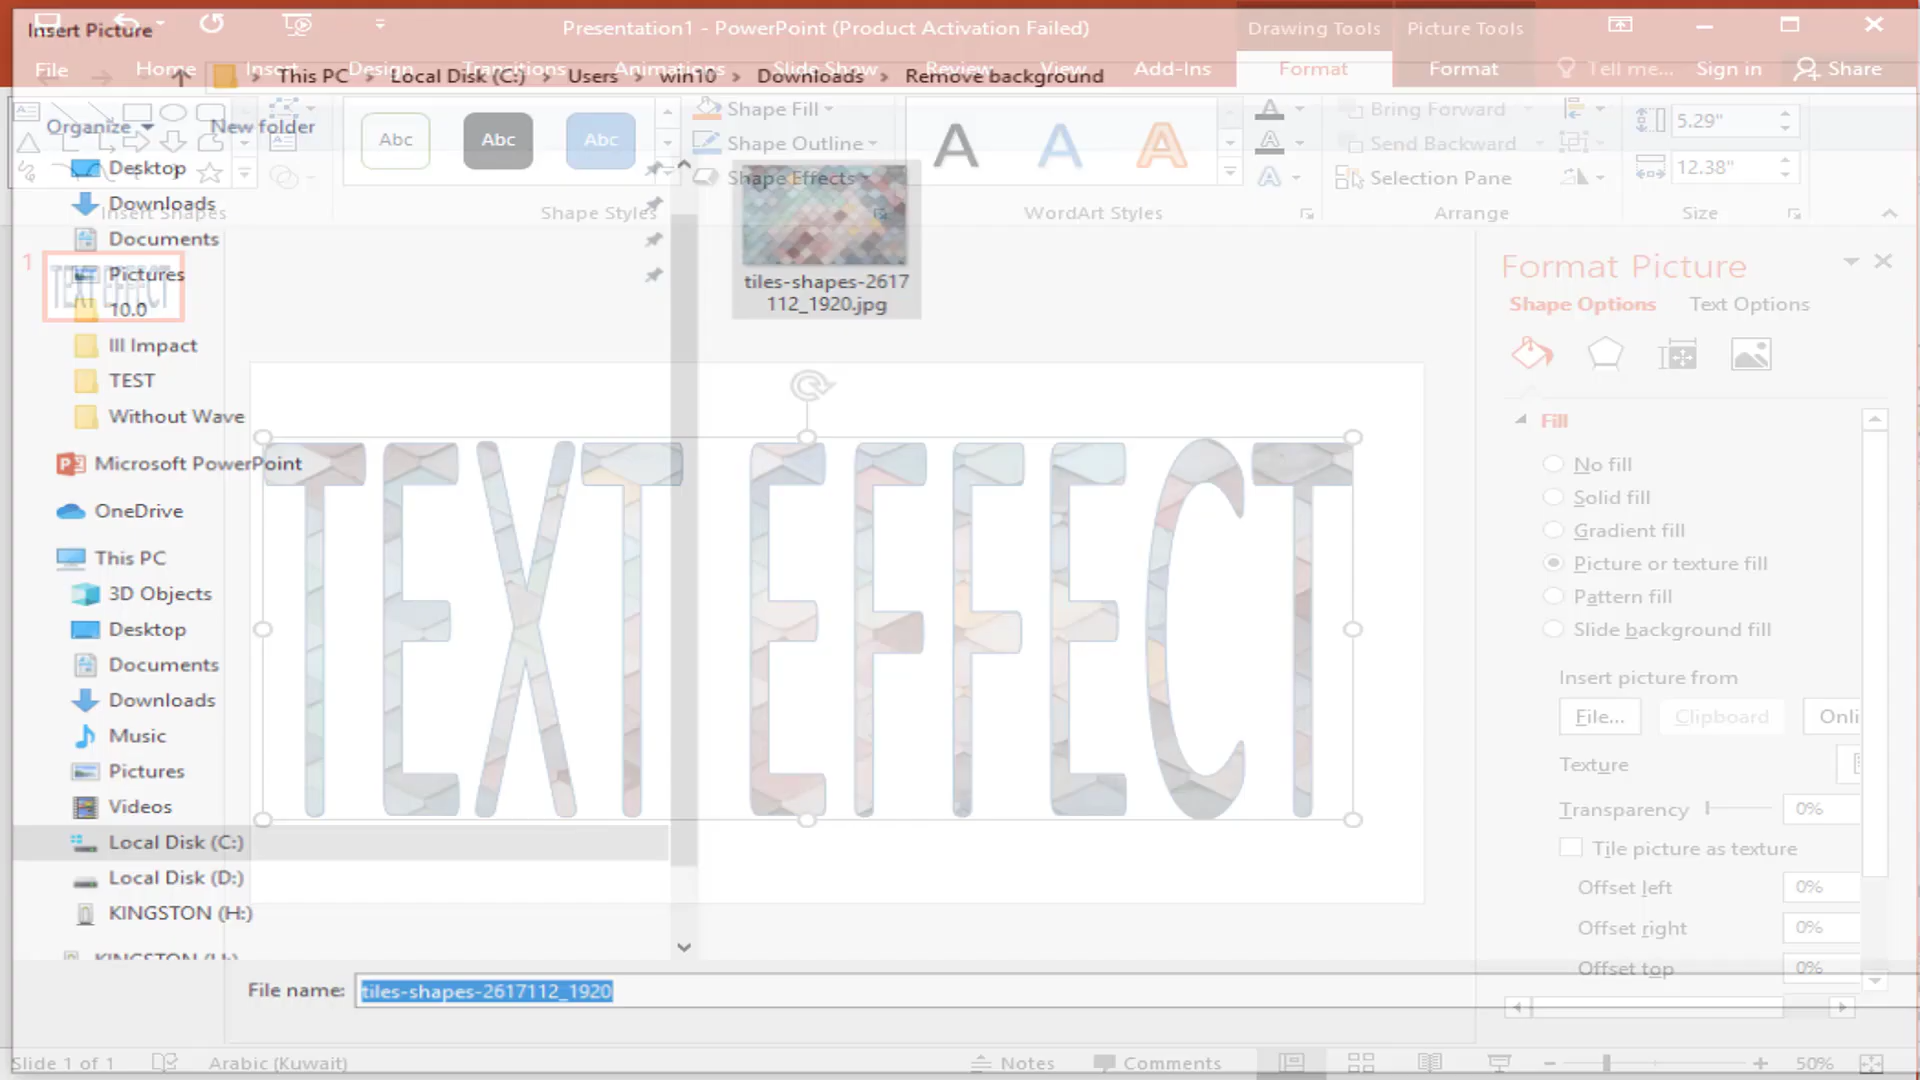 Insert Picture
Presentation1 - PowerPoint (Product Activation Failed)
Drawing Tools
Picture Tools
File
Home
Insert
Design
Transitions
Animations
Slide Show
Review
View
Add-Ins
Format
Format
Tell me...
Sign in
Share
This PC > Local Disk (C:) > Users > win10 > Downloads > Remove background
Organize
New folder
Abc
Abc
Abc
Shape Fill
Shape Outline
Shape Effects
A A A
Bring Forward
Send Backward
Selection Pane
5.29"
12.38"
Insert Shapes
Shape Styles
WordArt Styles
Arrange
Size
Desktop
Downloads
Documents
Pictures
10.0
Ill Impact
TEST
Without Wave
Microsoft PowerPoint
OneDrive
This PC
3D Objects
Desktop
Documents
Downloads
Music
Pictures
Videos
Local Disk (C:)
Local Disk (D:)
KINGSTON (H:)
KINGSTON (H:)
1
TEXT EFFECT
tiles-shapes-2617
112_1920.jpg
TEXT EFFECT
Format Picture
Shape Options
Text Options
Fill
No fill
Solid fill
Gradient fill
Picture or texture fill
Pattern fill
Slide background fill
Insert picture from
File...
Clipboard
Onli
Texture
Transparency
0%
Tile picture as texture
Offset left
0%
Offset right
0%
Offset top
0%
File name:
tiles-shapes-2617112_1920
Slide 1 of 1
Arabic (Kuwait)
Notes
Comments
50%